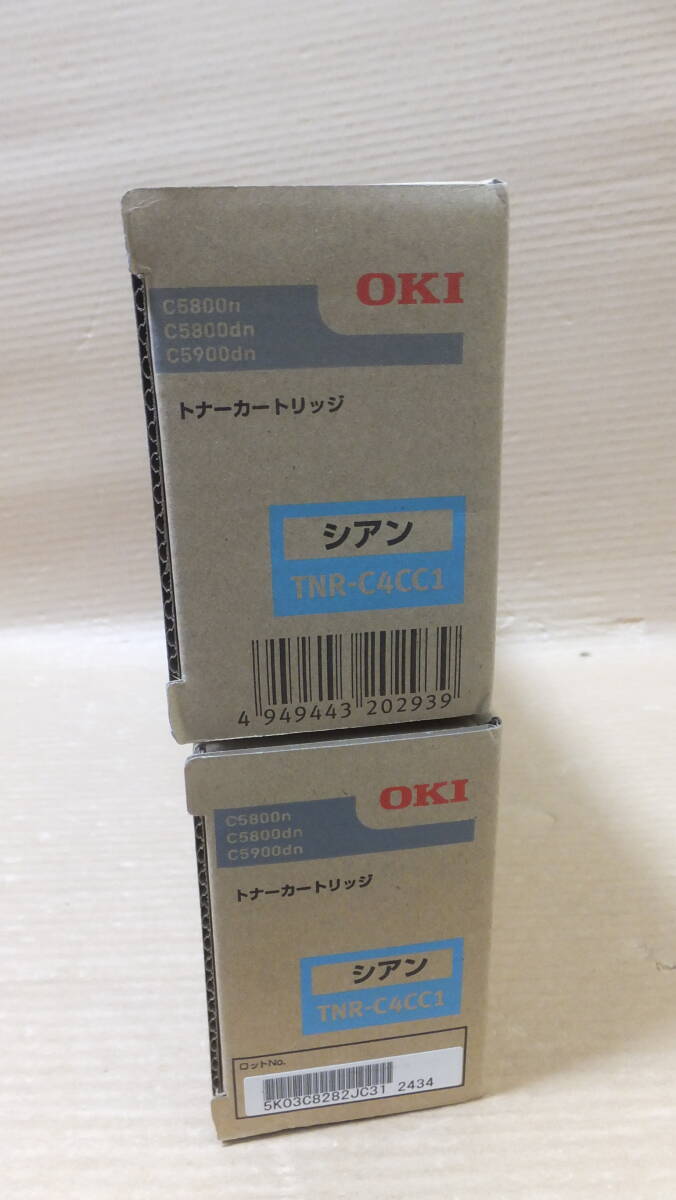 OKI
C5800n
C5800dn
C5900dn
トナーカートリッジ
シアン
TNR-C4CC1
4 949443 202939
OKI
C5800n
C5800dn
C5900dn
トナーカートリッジ
シアン
TNR-C4CC1
ロットNo.
5K03C8282JC31 2434